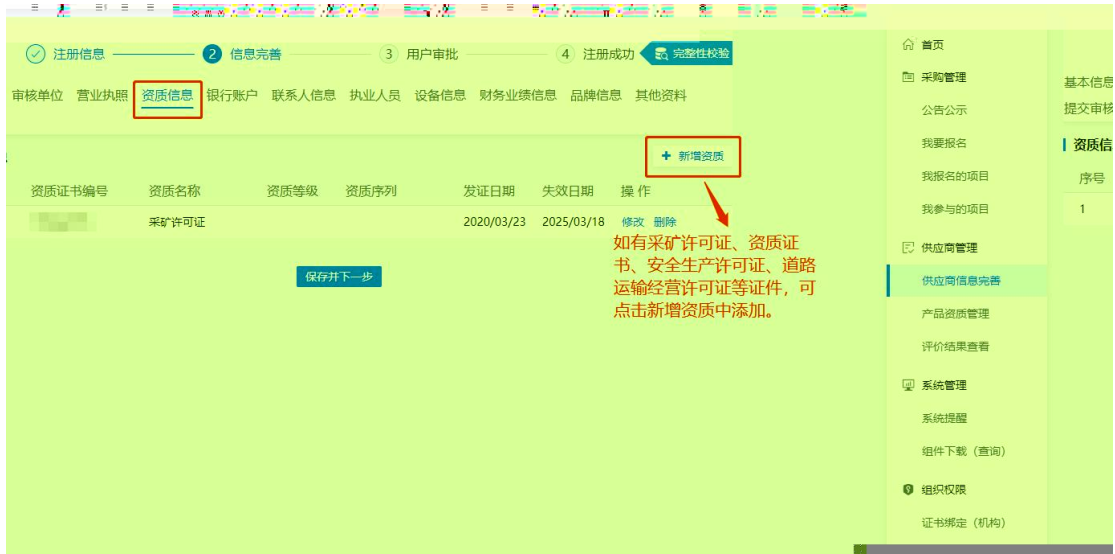 注册信息
2 信息完善
3 用户审批
4 注册成功
完整性校验
审核单位 营业执照 资质信息 银行账户 联系人信息 执业人员 设备信息 财务业绩信息 品牌信息 其他资料
新增资质
资质证书编号 资质名称 资质等级 资质序列 发证日期 失效日期 操作
采矿许可证 2020/03/23 2025/03/18 修改 删除
保存并下一步
如有采矿许可证、资质证
书、安全生产许可证、道路
运输经营许可证等证件，可
点击新增资质中添加。
首页
采购管理
公告公示
我要报名
我报名的项目
我参与的项目
供应商管理
供应商信息完善
产品资质管理
评价结果查看
系统管理
系统提醒
组件下载（查询）
组织权限
证书绑定（机构）
基本信息
提交审核
资质信
序号
1